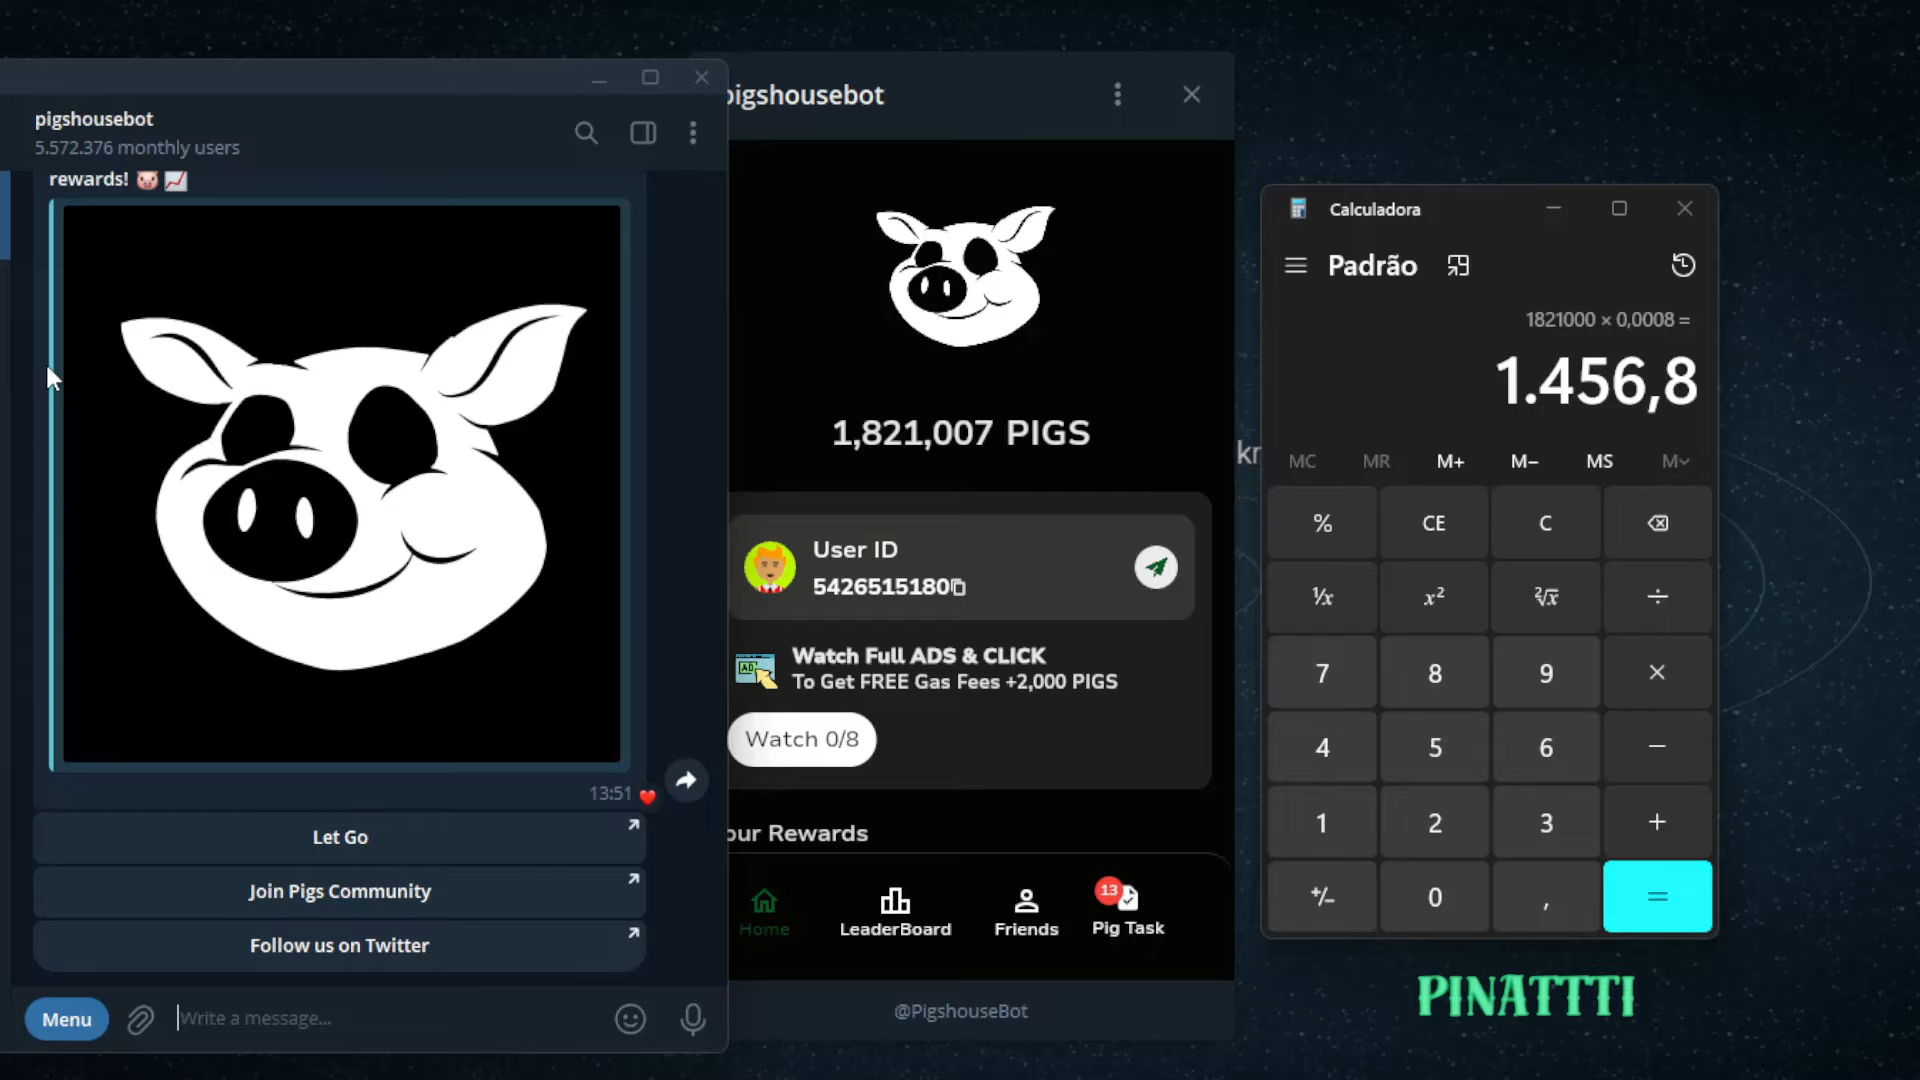 pigshousebot
5.572.376 monthly users
rewards! 🐷 📈
13:51 ❤️
Let Go
Join Pigs Community
Follow us on Twitter
Menu
Write a message...
pigshousebot
1,821,007 PIGS
User ID
5426515180
AD
Watch Full ADS & CLICK
To Get FREE Gas Fees +2,000 PIGS
Watch 0/8
our Rewards
Home
LeaderBoard
Friends
13
Pig Task
@PigshouseBot
kr
Calculadora
Padrão
1821000 × 0,0008 =
1.456,8
MC MR M+ M− MS M
% CE C
⅟x x² ²√x ÷
7 8 9 ×
4 5 6 −
1 2 3 +
+/− 0 , =
PINATTTI